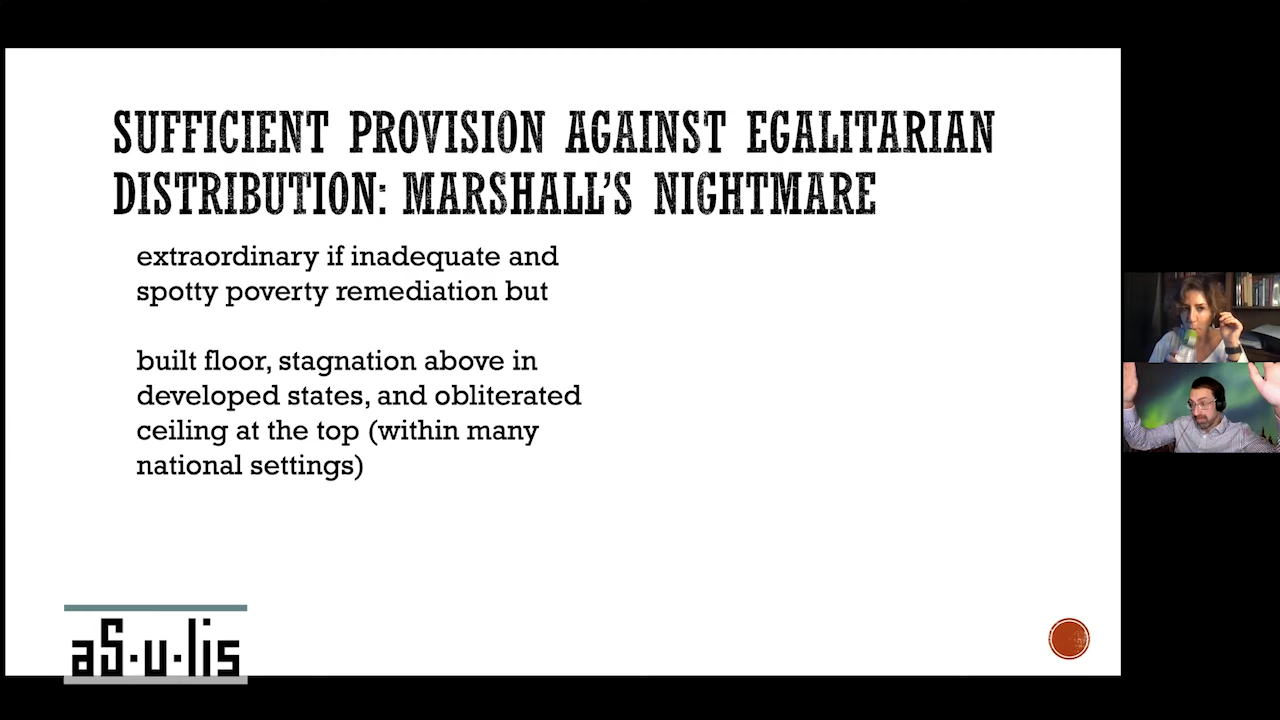 SUFFICIENT PROVISION AGAINST EGALITARIAN
DISTRIBUTION: MARSHALL'S NIGHTMARE
extraordinary if inadequate and
spotty poverty remediation but
built floor, stagnation above in
developed states, and obliterated
ceiling at the top (within many
national settings)
aS·u·lis